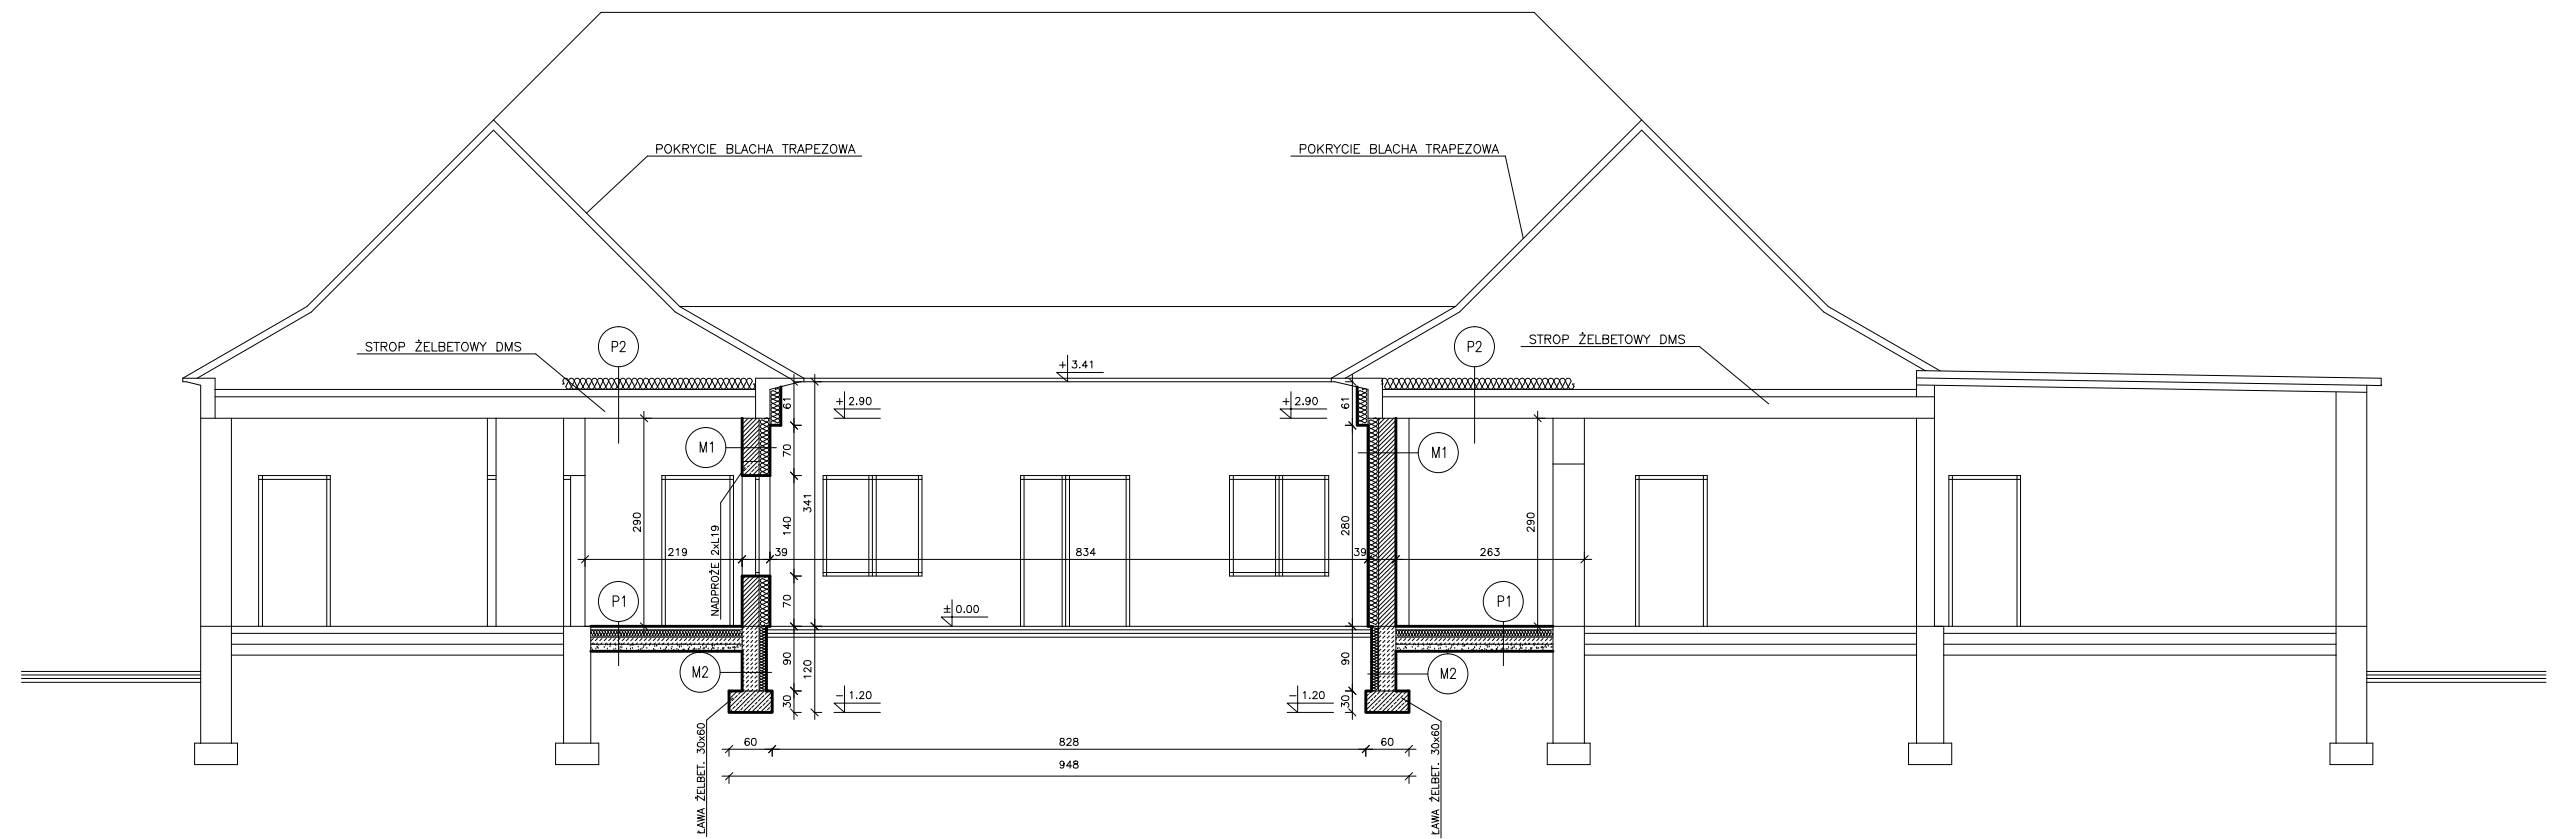 POKRYCIE BLACHA TRAPEZOWA
POKRYCIE BLACHA TRAPEZOWA
STROP ŻELBETOWY DMS
P2
P2
STROP ŻELBETOWY DMS
+3.41
61
+2.90
+2.90
61
M1
M1
70
341
290
140
280
290
NADPROŻE 2xL19
219
39
834
39
263
P1
P1
70
±0.00
90
120
90
M2
M2
30
-1.20
-1.20
30
ŁAWA ŻELBET. 30x60
ŁAWA ŻELBET. 30x60
60
828
60
948